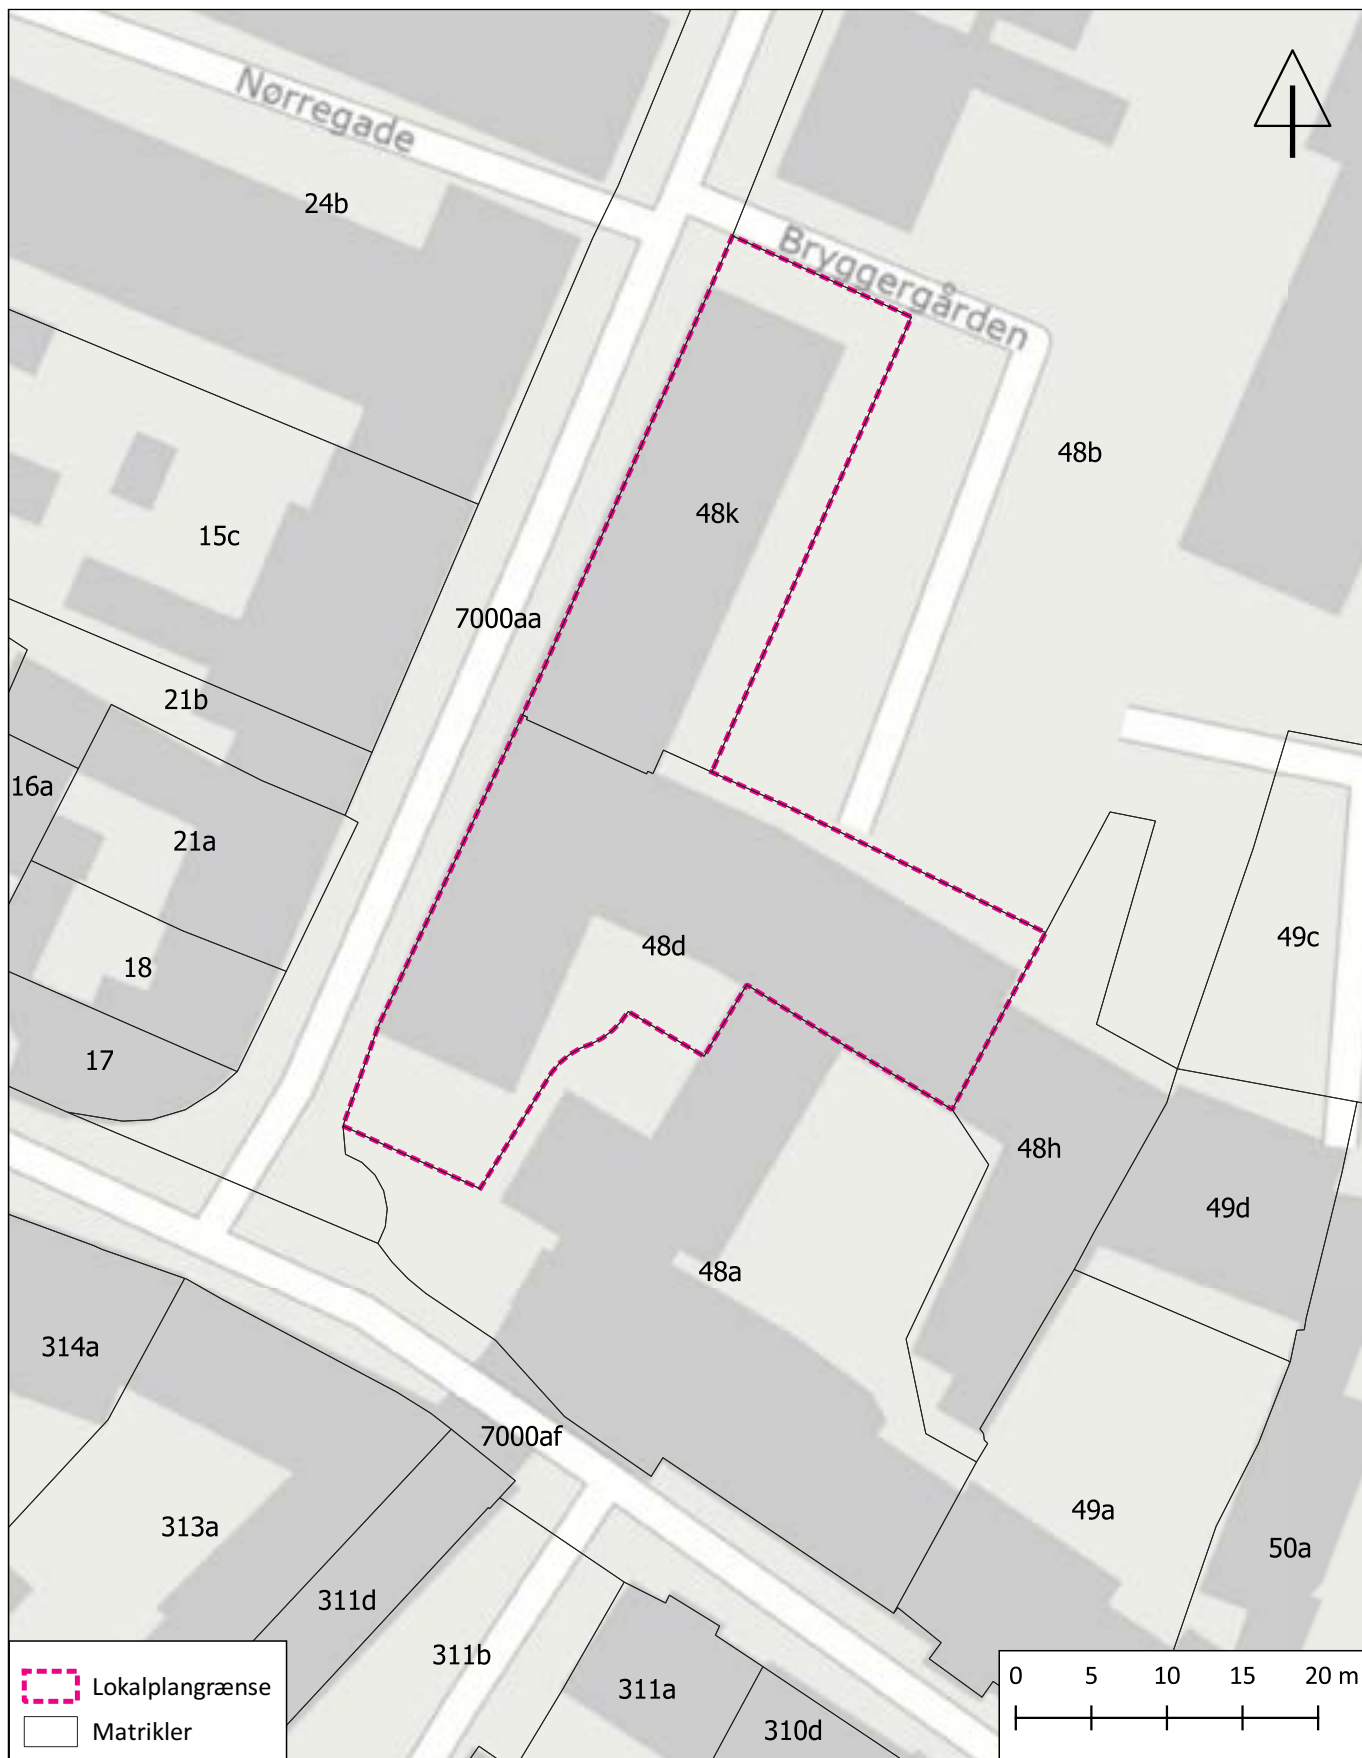 Nørregade
24b
Bryggergården
48b
48k
15c
7000aa
21b
16a
21a
48d
49c
18
17
48h
49d
48a
314a
7000af
313a
49a
50a
311d
311b
311a
310d
Lokalplangrænse
Matrikler
0 5 10 15 20 m